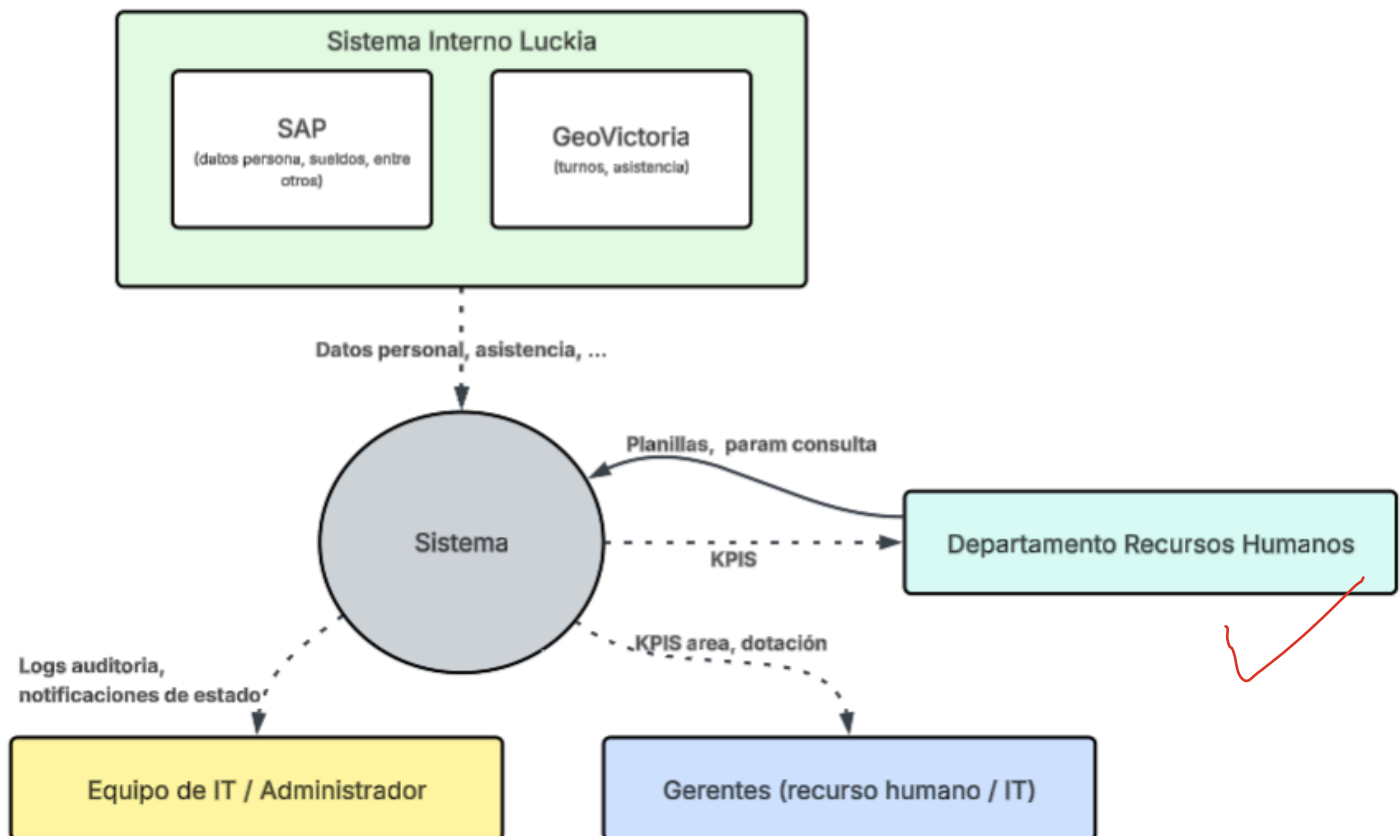 Sistema Interno Luckia
SAP
(datos persona, sueldos, entre
otros)
GeoVictoria
(turnos, asistencia)
Datos personal, asistencia, ...
Planillas, param consulta
Sistema
KPIS
Departamento Recursos Humanos
KPIS area, dotación
Logs auditoria,
notificaciones de estado
Equipo de IT / Administrador
Gerentes (recurso humano / IT)